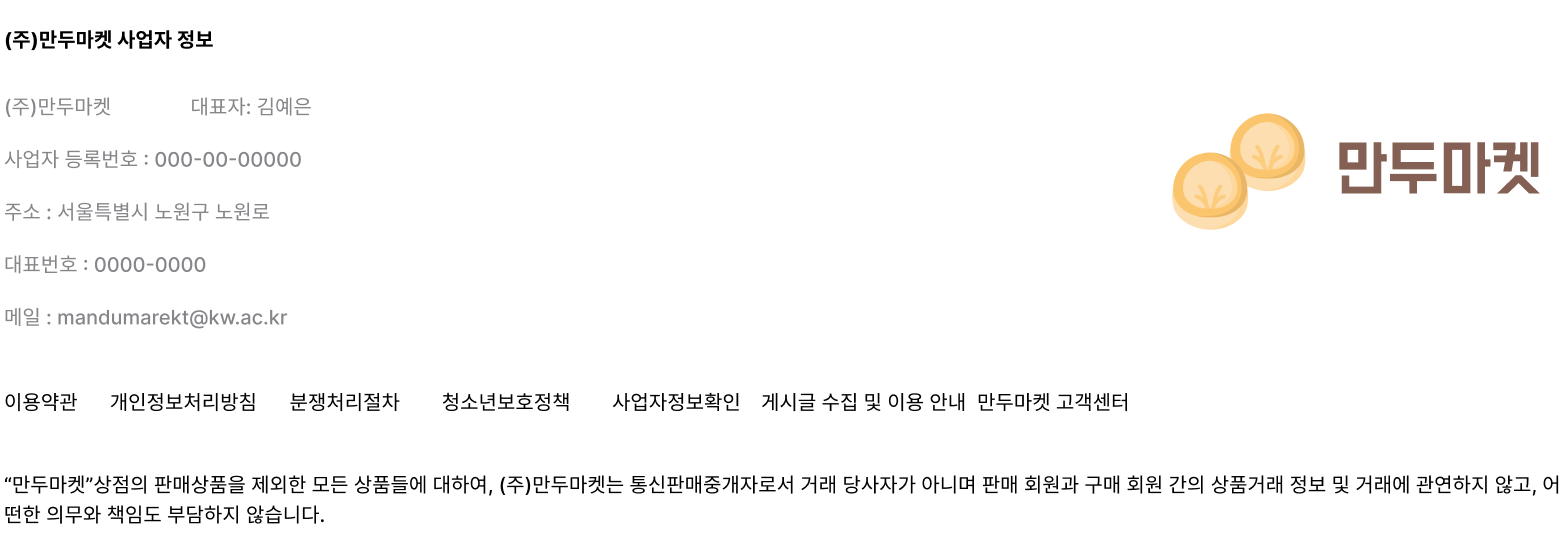 (주)만두마켓 사업자 정보
(주)만두마켓 대표자: 김예은
사업자 등록번호 : 000-00-00000
주소 : 서울특별시 노원구 노원로
대표번호 : 0000-0000
메일 : mandumarekt@kw.ac.kr
만두마켓
이용약관 개인정보처리방침 분쟁처리절차 청소년보호정책 사업자정보확인 게시글 수집 및 이용 안내 만두마켓 고객센터
“만두마켓”상점의 판매상품을 제외한 모든 상품들에 대하여, (주)만두마켓는 통신판매중개자로서 거래 당사자가 아니며 판매 회원과 구매 회원 간의 상품거래 정보 및 거래에 관연하지 않고, 어
떤한 의무와 책임도 부담하지 않습니다.